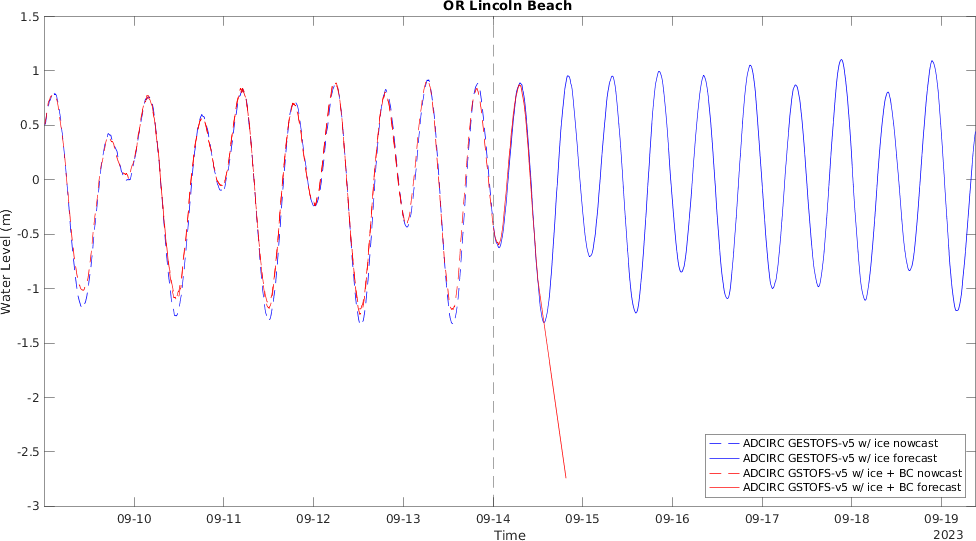 OR Lincoln Beach
1.5
1
0.5
0
-0.5
-1
-1.5
-2
-2.5
-3
Water Level (m)
ADCIRC GESTOFS-v5 w/ ice nowcast
ADCIRC GESTOFS-v5 w/ ice forecast
ADCIRC GSTOFS-v5 w/ ice + BC nowcast
ADCIRC GSTOFS-v5 w/ ice + BC forecast
09-10 09-11 09-12 09-13 09-14 09-15 09-16 09-17 09-18 09-19
Time
2023